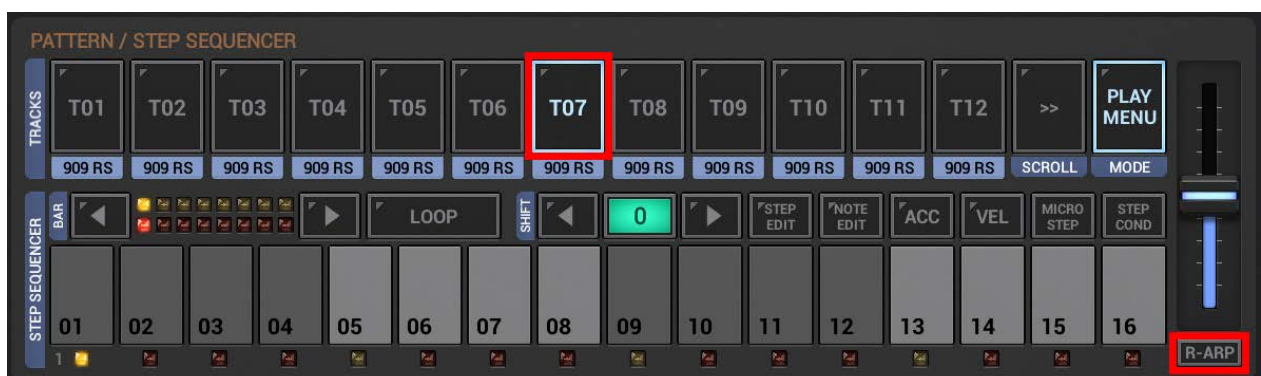 PATTERN / STEP SEQUENCER
TRACKS
T01 T02 T03 T04 T05 T06 T07 T08 T09 T10 T11 T12 >> PLAY MENU
909 RS 909 RS 909 RS 909 RS 909 RS 909 RS 909 RS 909 RS 909 RS 909 RS 909 RS 909 RS SCROLL MODE
STEP SEQUENCER
BAR LOOP SHIFT 0 STEP EDIT NOTE EDIT ACC VEL MICRO STEP STEP COND
01 02 03 04 05 06 07 08 09 10 11 12 13 14 15 16
1
R-ARP